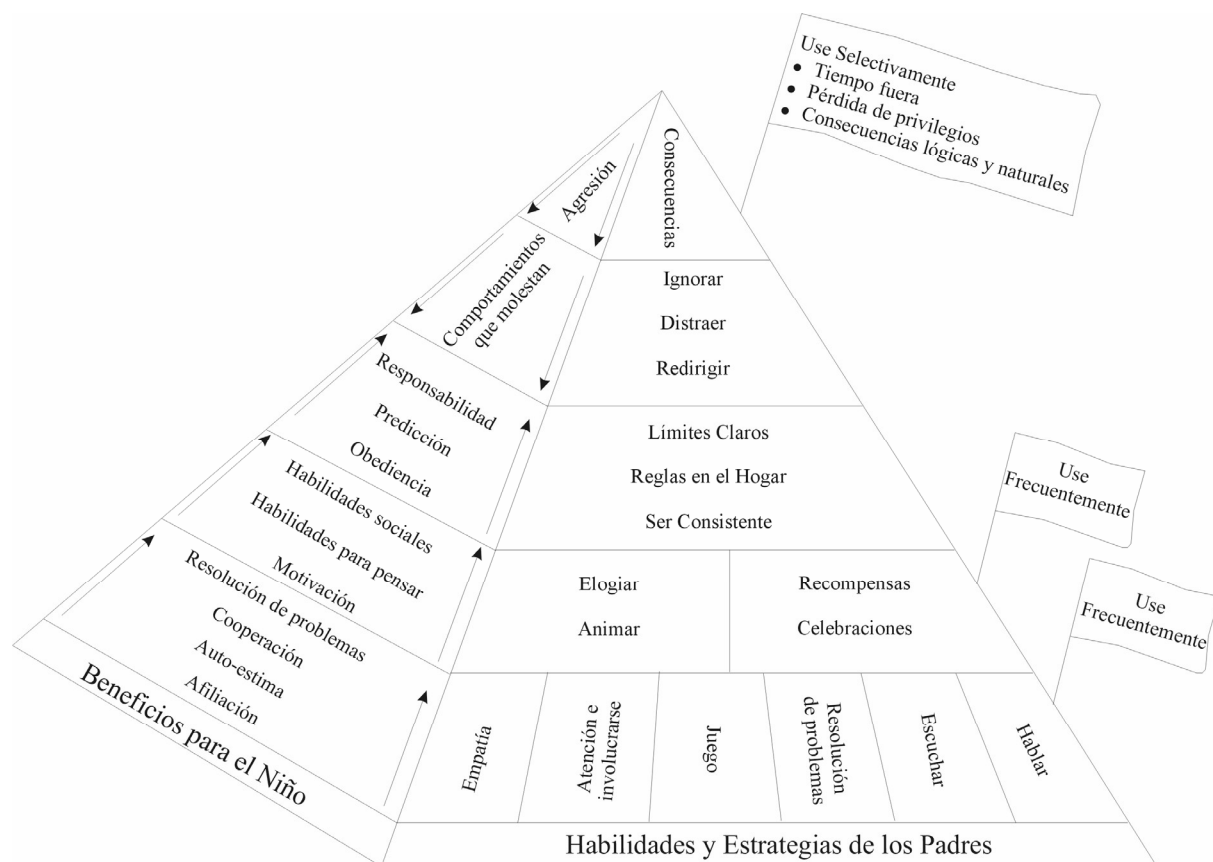 Use Selectivamente
• Tiempo fuera
• Pérdida de privilegios
• Consecuencias lógicas y naturales
Agresión
Consecuencias
Comportamientos
que molestan
Ignorar
Distraer
Redirigir
Responsabilidad
Predicción
Obediencia
Límites Claros
Reglas en el Hogar
Ser Consistente
Use
Frecuentemente
Habilidades sociales
Habilidades para pensar
Motivación
Elogiar
Animar
Recompensas
Celebraciones
Use
Frecuentemente
Resolución de problemas
Cooperación
Auto-estima
Afiliación
Empatía
Atención e
involucrarse
Juego
Resolución
de problemas
Escuchar
Hablar
Beneficios para el Niño
Habilidades y Estrategias de los Padres